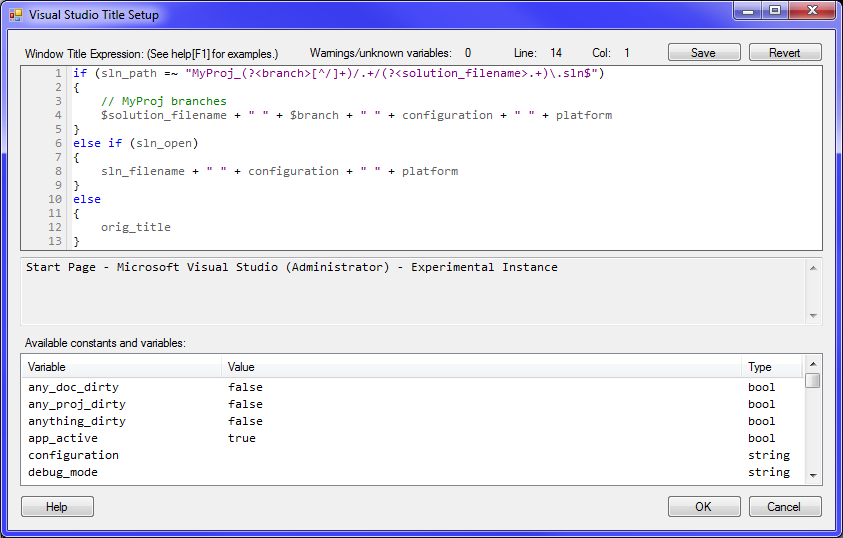 Visual Studio Title Setup
Window Title Expression: (See help[F1] for examples.) Warnings/unknown variables: 0 Line: 14 Col: 1 Save Revert
1 if (sln_path =~ "MyProj_(?<branch>[^/]+)/.+/(?<solution_filename>.+)\.sln$")
2 {
3 // MyProj branches
4 $solution_filename + " " + $branch + " " + configuration + " " + platform
5 }
6 else if (sln_open)
7 {
8 sln_filename + " " + configuration + " " + platform
9 }
10 else
11 {
12 orig_title
13 }
Start Page - Microsoft Visual Studio (Administrator) - Experimental Instance
Available constants and variables:
Variable Value Type
any_doc_dirty false bool
any_proj_dirty false bool
anything_dirty false bool
app_active true bool
configuration string
debug_mode string
Help OK Cancel